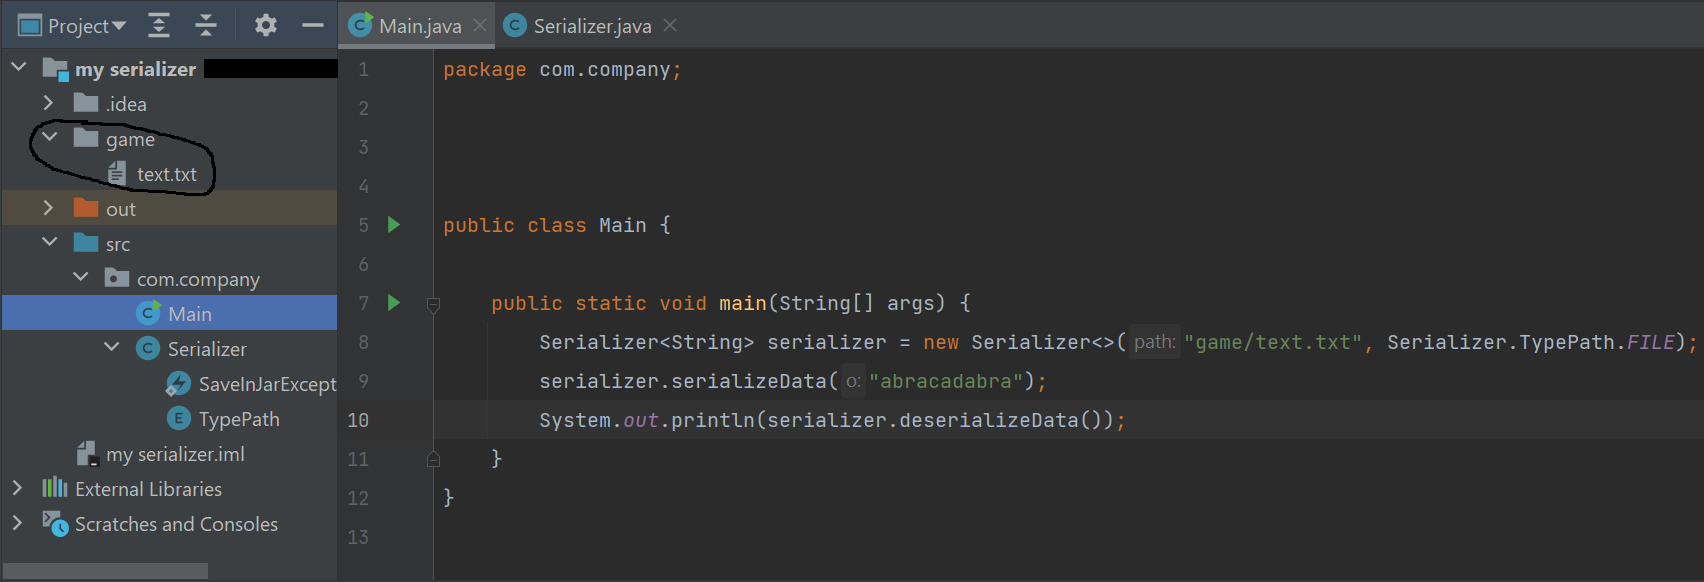 Project
Main.java
Serializer.java
my serializer
.idea
game
text.txt
out
src
com.company
Main
Serializer
SaveInJarExcept
TypePath
my serializer.iml
External Libraries
Scratches and Consoles
1 package com.company;
2
3
4
5 public class Main {
6
7 public static void main(String[] args) {
8 Serializer<String> serializer = new Serializer<>( path: "game/text.txt", Serializer.TypePath.FILE);
9 serializer.serializeData( o: "abracadabra");
10 System.out.println(serializer.deserializeData());
11 }
12 }
13